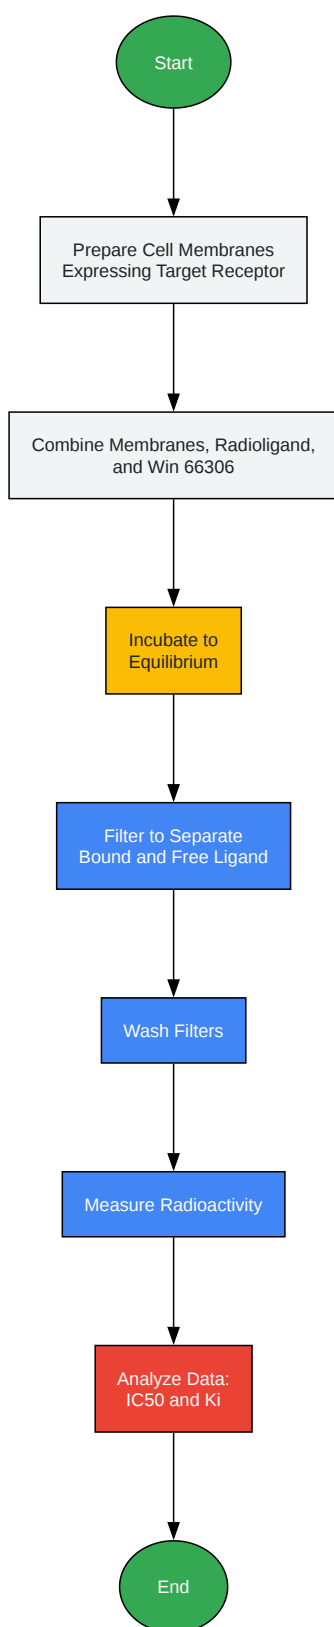 Start
Prepare Cell Membranes
Expressing Target Receptor
Combine Membranes, Radioligand,
and Win 66306
Incubate to
Equilibrium
Filter to Separate
Bound and Free Ligand
Wash Filters
Measure Radioactivity
Analyze Data:
IC50 and Ki
End